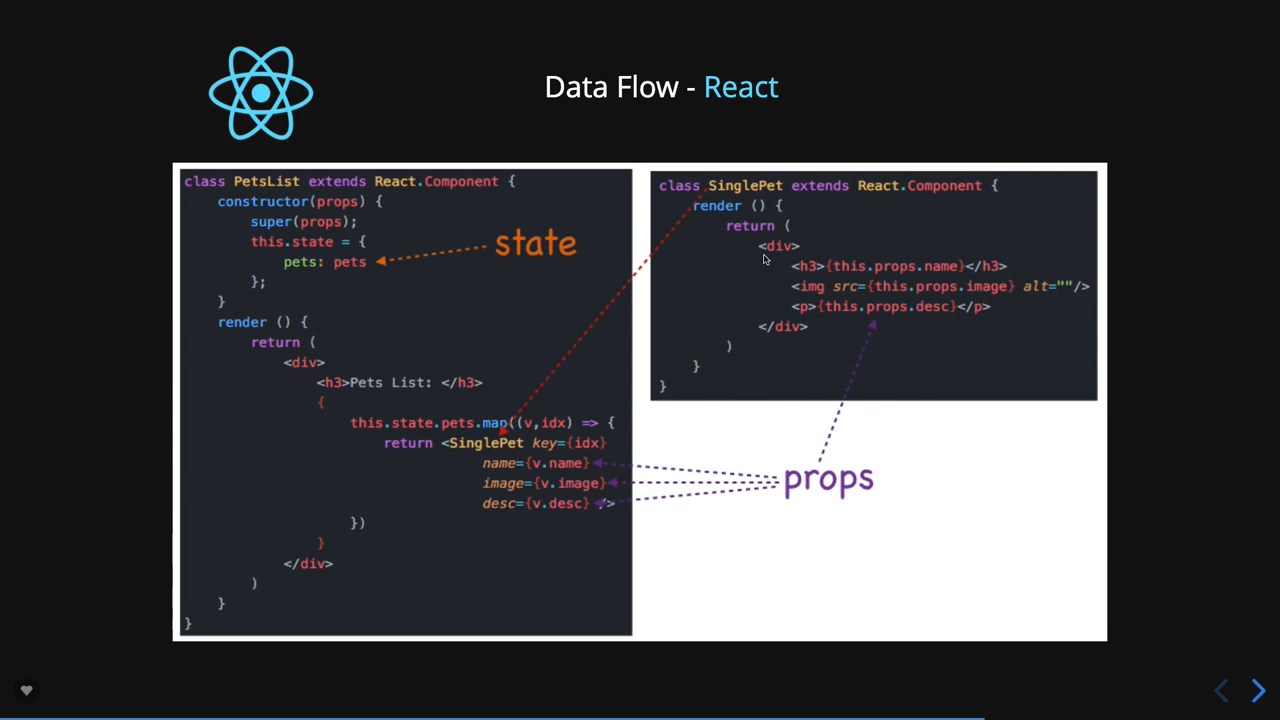 Data Flow - React
class PetsList extends React.Component {
constructor(props) {
super(props);
this.state = {
pets: pets
};
}
render () {
return (
<div>
<h3>Pets List: </h3>
{
this.state.pets.map((v,idx) => {
return <SinglePet key={idx}
name={v.name}
image={v.image}
desc={v.desc} />
})
}
</div>
)
}
}
state
class SinglePet extends React.Component {
render () {
return (
<div>
<h3>{this.props.name}</h3>
<img src={this.props.image} alt=""/>
<p>{this.props.desc}</p>
</div>
)
}
}
props